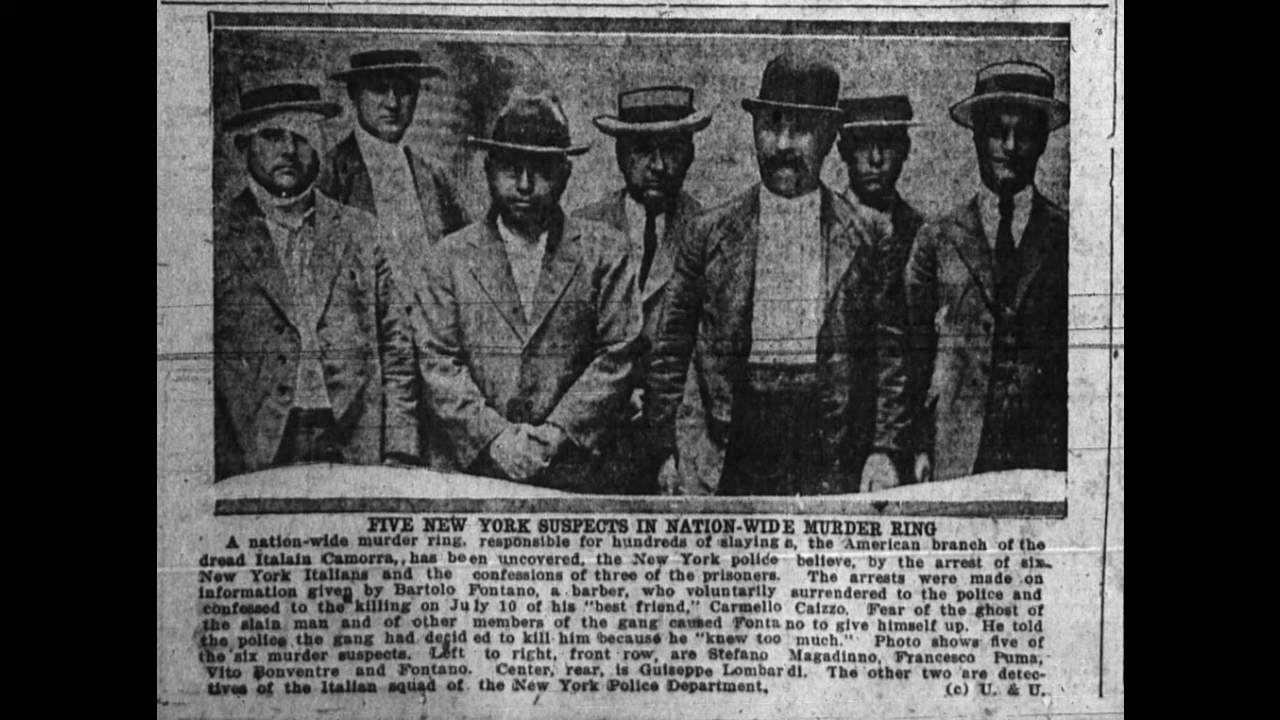 FIVE NEW YORK SUSPECTS IN NATION-WIDE MURDER RING
A nation-wide murder ring, responsible for hundreds of slayings, the American branch of the
dread Italain Camorra,, has been uncovered, the New York police believe, by the arrest of six
New York Italians and the confessions of three of the prisoners. The arrests were made on
information given by Bartolo Fontano, a barber, who voluntarily surrendered to the police and
confessed to the killing on July 10 of his "best friend," Carmello Caizzo. Fear of the ghost of
the slain man and of other members of the gang caused Fontano to give himself up. He told
the police the gang had decided to kill him because he "knew too much." Photo shows five of
the six murder suspects. Left to right, front row, are Stefano Magadinno, Francesco Puma,
Vito Bonventre and Fontano. Center, rear, is Guiseppe Lombardi. The other two are detec-
tives of the Italian squad of the New York Police Department.
(c) U. & U.